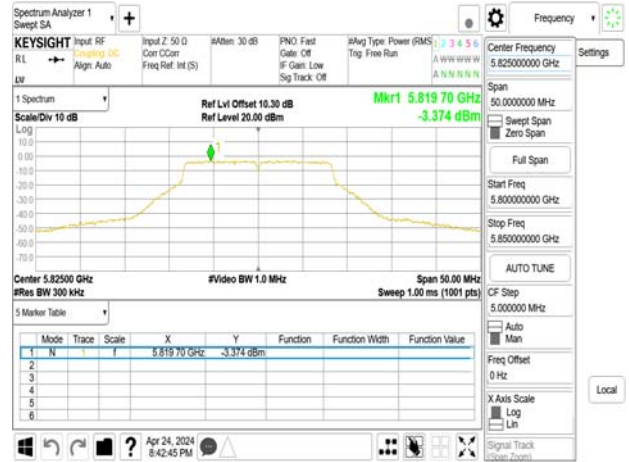 Spectrum Analyzer 1
Swept SA
Frequency
KEYSIGHT
RL
Input: RF
Coupling: DC
Align: Auto
Input Z: 50 Ω
Corr CCorr
Freq Ref: Int (S)
#Atten: 30 dB
PNO: Fast
Gate: Off
IF Gain: Low
Sig Track: Off
#Avg Type: Power (RMS
Trig: Free Run
1 2 3 4 5 6
A W W W W W
A N N N N N
LU
1 Spectrum
Scale/Div 10 dB
Ref Lvl Offset 10.30 dB
Ref Level 20.00 dBm
Mkr1 5.819 70 GHz
-3.374 dBm
Log
10.0
0.00
-10.0
-20.0
-30.0
-40.0
-50.0
-60.0
-70.0
1
Center 5.82500 GHz
#Res BW 300 kHz
#Video BW 1.0 MHz
Span 50.00 MHz
Sweep 1.00 ms (1001 pts)
5 Marker Table
Mode Trace Scale X Y Function Function Width Function Value
1 N 1 f 5.819 70 GHz -3.374 dBm
2
3
4
5
6
Apr 24, 2024
8:42:45 PM
Center Frequency
5.825000000 GHz
Settings
Span
50.0000000 MHz
Swept Span
Zero Span
Full Span
Start Freq
5.800000000 GHz
Stop Freq
5.850000000 GHz
AUTO TUNE
CF Step
5.000000 MHz
Auto
Man
Freq Offset
0 Hz
Local
X Axis Scale
Log
Lin
Signal Track
(Span Zoom)